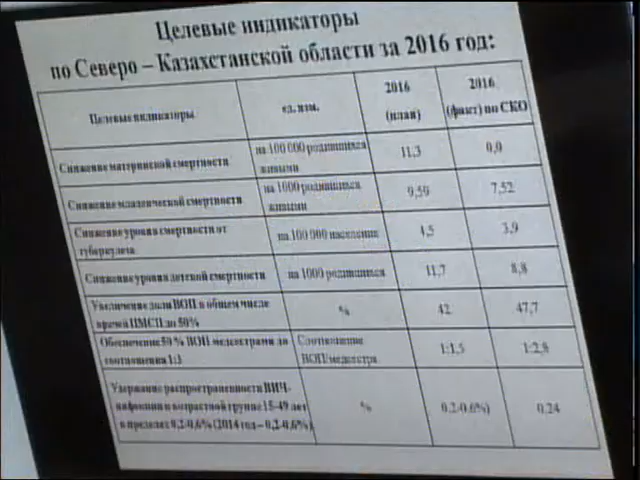 Целевые индикаторы
по Северо – Казахстанской области за 2016 год:
Целевые индикаторы
ед. изм.
2016
(план)
2016
(факт) по СКО
Снижение материнской смертности
на 100 000 родившихся
живыми
11,3
0,0
Снижение младенческой смертности
на 1000 родившихся
живыми
9,59
7,52
Снижение уровня смертности от
туберкулеза
на 100 000 населения
4,5
3,9
Снижение уровня детской смертности
на 1000 родившихся
11,7
8,8
Увеличение доли ВОП в общем числе
врачей ПМСП до 50%
%
42
47,7
Обеспечение 50 % ВОП медсестрами до
соотношения 1:3
Соотношение
ВОП/медсестра
1:1,5
1:2,8
Удержание распространенности ВИЧ-
инфекции в возрастной группе 15-49 лет
в пределах 0,2-0,6% (2014 год – 0,2-0,6%)
%
0,2-0,6%)
0,24